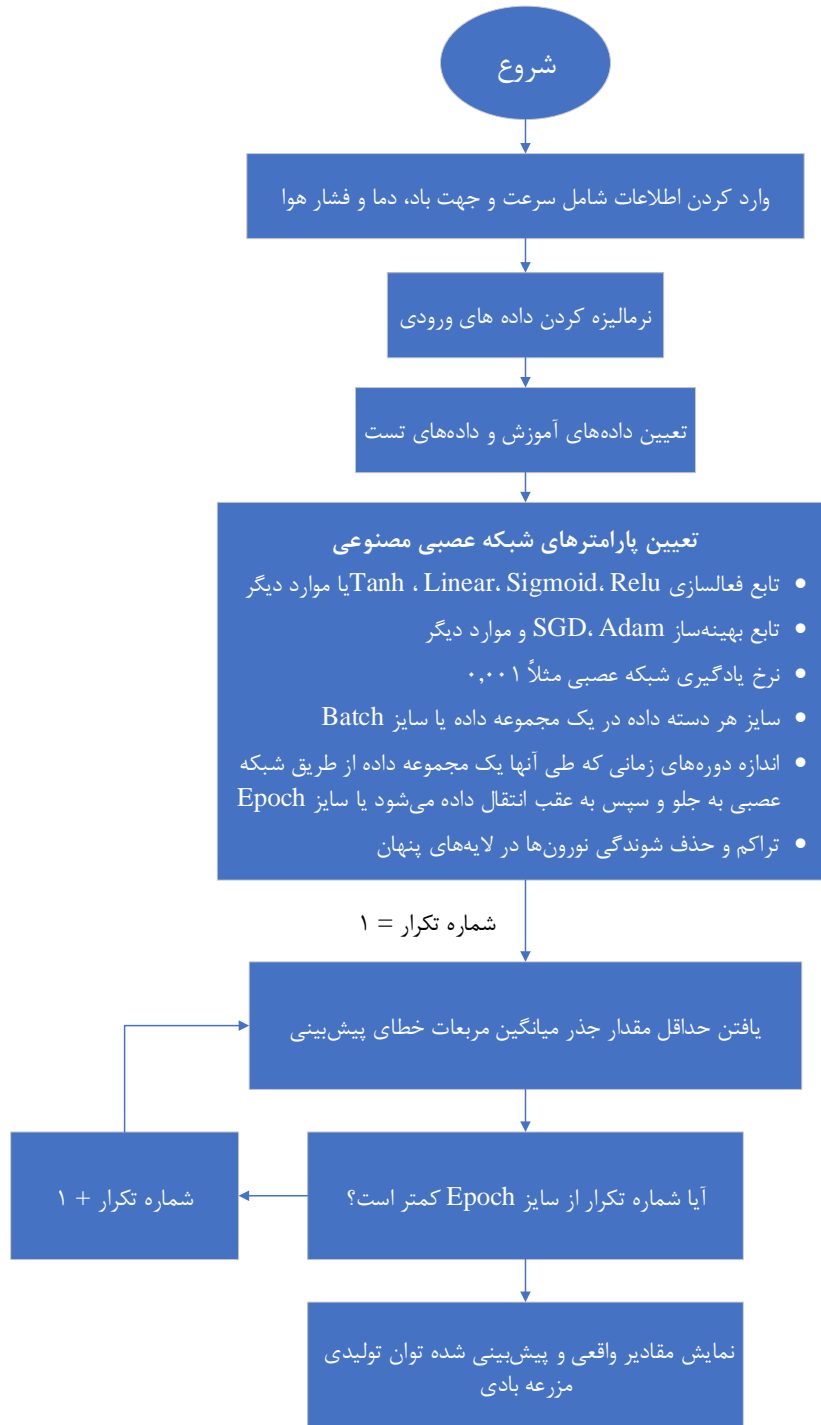 شروع
وارد کردن اطلاعات شامل سرعت و جهت باد، دما و فشار هوا
نرمالیزه کردن داده های ورودی
تعیین داده‌های آموزش و داده‌های تست
تعیین پارامترهای شبکه عصبی مصنوعی
• تابع فعالسازی Tanh ، Linear، Sigmoid، Reluیا موارد دیگر
• تابع بهینه‌ساز SGD، Adam و موارد دیگر
• نرخ یادگیری شبکه عصبی مثلاً ۰,۰۰۱
• سایز هر دسته داده در یک مجموعه داده یا سایز Batch
• اندازه دوره‌های زمانی که طی آنها یک مجموعه داده از طریق شبکه
عصبی به جلو و سپس به عقب انتقال داده می‌شود یا سایز Epoch
• تراکم و حذف شوندگی نورون‌ها در لایه‌های پنهان
شماره تکرار = ۱
یافتن حداقل مقدار جذر میانگین مربعات خطای پیش‌بینی
آیا شماره تکرار از سایز Epoch کمتر است؟
شماره تکرار + ۱
نمایش مقادیر واقعی و پیش‌بینی شده توان تولیدی
مزرعه بادی